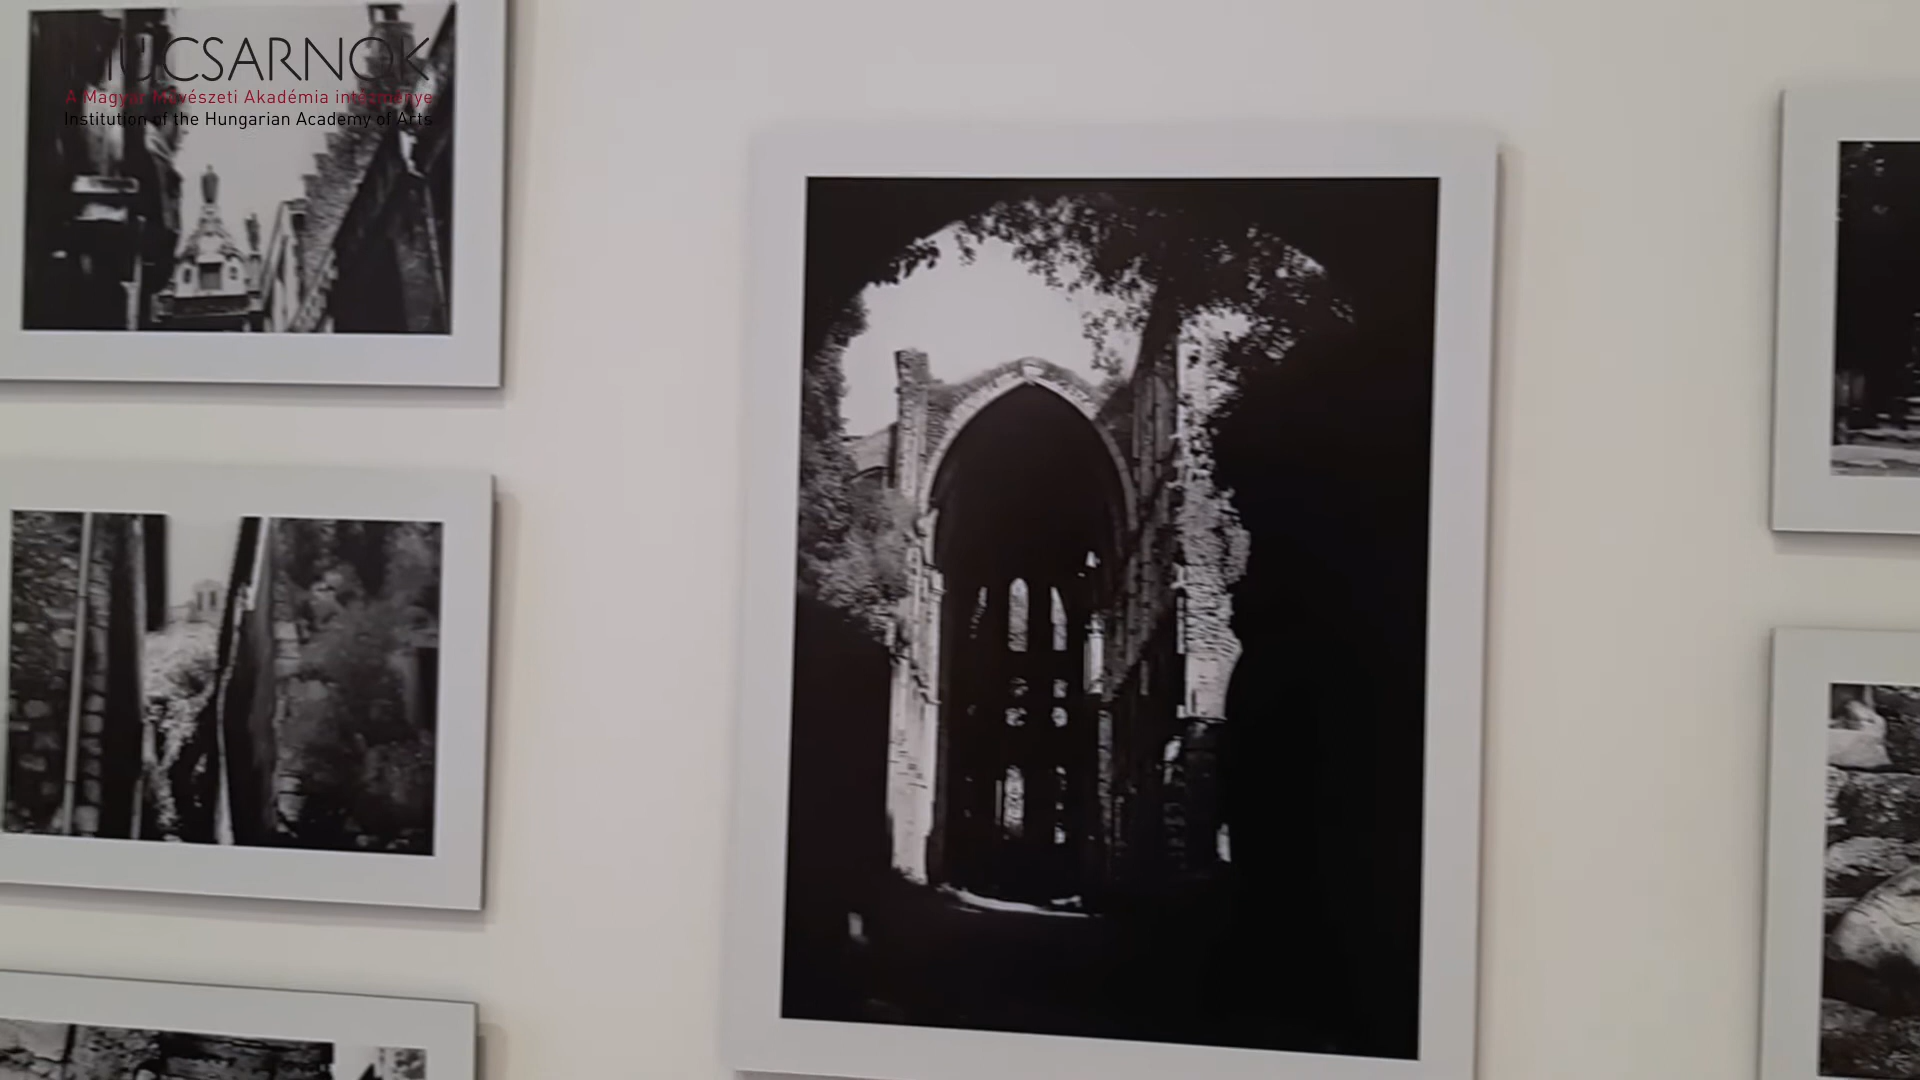 MŰCSARNOK
A Magyar Művészeti Akadémia intézménye
Institution of the Hungarian Academy of Arts